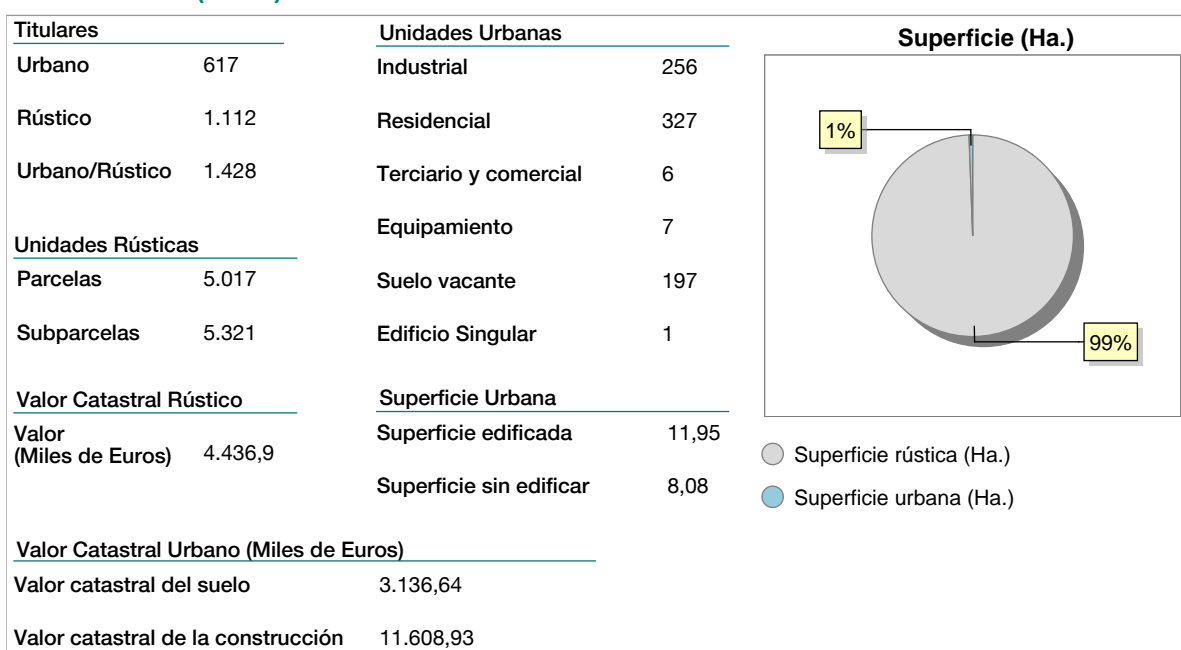 Titulares
Urbano 617
Rústico 1.112
Urbano/Rústico 1.428
Unidades Rústicas
Parcelas 5.017
Subparcelas 5.321
Valor Catastral Rústico
Valor
(Miles de Euros) 4.436,9
Unidades Urbanas
Industrial 256
Residencial 327
Terciario y comercial 6
Equipamiento 7
Suelo vacante 197
Edificio Singular 1
Superficie Urbana
Superficie edificada 11,95
Superficie sin edificar 8,08
Valor Catastral Urbano (Miles de Euros)
Valor catastral del suelo 3.136,64
Valor catastral de la construcción 11.608,93
Superficie (Ha.)
1%
99%
Superficie rústica (Ha.)
Superficie urbana (Ha.)